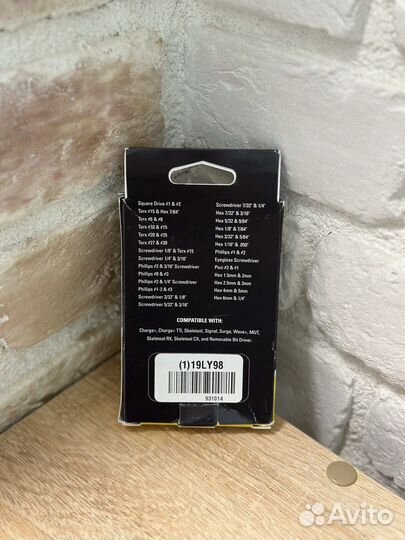 Square Drive #1 & #2
Torx #15 & Hex 7/64"
Torx #6 & #8
Torx #10 & #15
Torx #20 & #25
Torx #27 & #30
Screwdriver 1/8" & Torx #15
Screwdriver 1/4" & 3/16"
Phillips #2 & 3/16" Screwdriver
Phillips #0 & #3
Phillips #2 & 1/4" Screwdriver
Phillips #1-2 & #3
Screwdriver 3/32" & 1/8"
Screwdriver 5/32" & 3/16"
Screwdriver 7/32" & 1/4"
Hex 7/32" & 3/16"
Hex 5/32 & 9/64"
Hex 1/8" & 7/64"
Hex 3/32" & 5/64"
Hex 1/16" & .050"
Phillips #1 & #2
Eyeglass Screwdriver
Pozi #2 & #1
Hex 1.5mm & 2mm
Hex 2.5mm & 3mm
Hex 4mm & 5mm
Hex 6mm & 1/4"
COMPATIBLE WITH:
Charge+, Charge+ TTi, Skeletool, Signal, Surge, Wave+, MUT,
Skeletool RX, Skeletool CX, and Removable Bit Driver.
(1)19LY98
931014
Avito